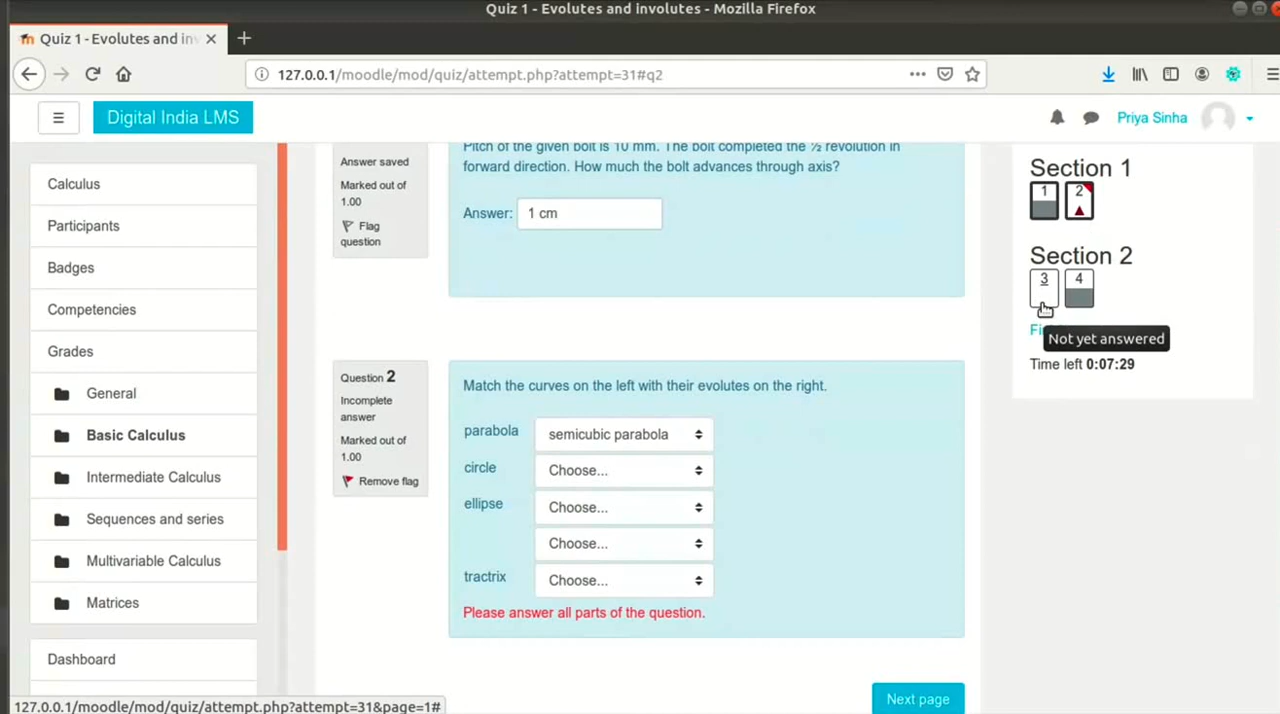 Quiz 1 - Evolutes and involutes - Mozilla Firefox
Quiz 1 - Evolutes and inv
127.0.0.1/moodle/mod/quiz/attempt.php?attempt=31#q2
Digital India LMS
Priya Sinha
Calculus
Participants
Badges
Competencies
Grades
General
Basic Calculus
Intermediate Calculus
Sequences and series
Multivariable Calculus
Matrices
Dashboard
Answer saved
Marked out of
1.00
Flag
question
Pitch of the given bolt is 10 mm. The bolt completed the ½ revolution in
forward direction. How much the bolt advances through axis?
Answer: 1 cm
Question 2
Incomplete
answer
Marked out of
1.00
Remove flag
Match the curves on the left with their evolutes on the right.
parabola semicubic parabola
circle Choose...
ellipse Choose...
Choose...
tractrix Choose...
Please answer all parts of the question.
Next page
Section 1
1 2
Section 2
3 4
Not yet answered
Time left 0:07:29
127.0.0.1/moodle/mod/quiz/attempt.php?attempt=31&page=1#